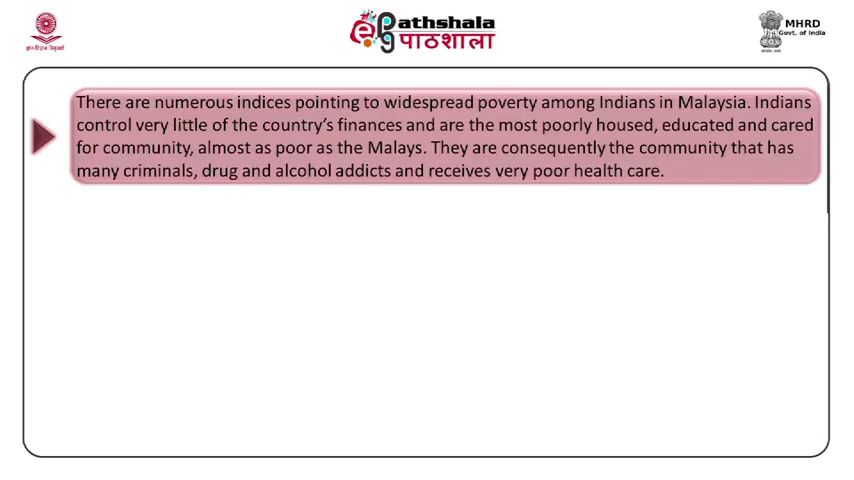 ePG Pathshala
पाठशाला
MHRD
Govt. of India
There are numerous indices pointing to widespread poverty among Indians in Malaysia. Indians
control very little of the country's finances and are the most poorly housed, educated and cared
for community, almost as poor as the Malays. They are consequently the community that has
many criminals, drug and alcohol addicts and receives very poor health care.